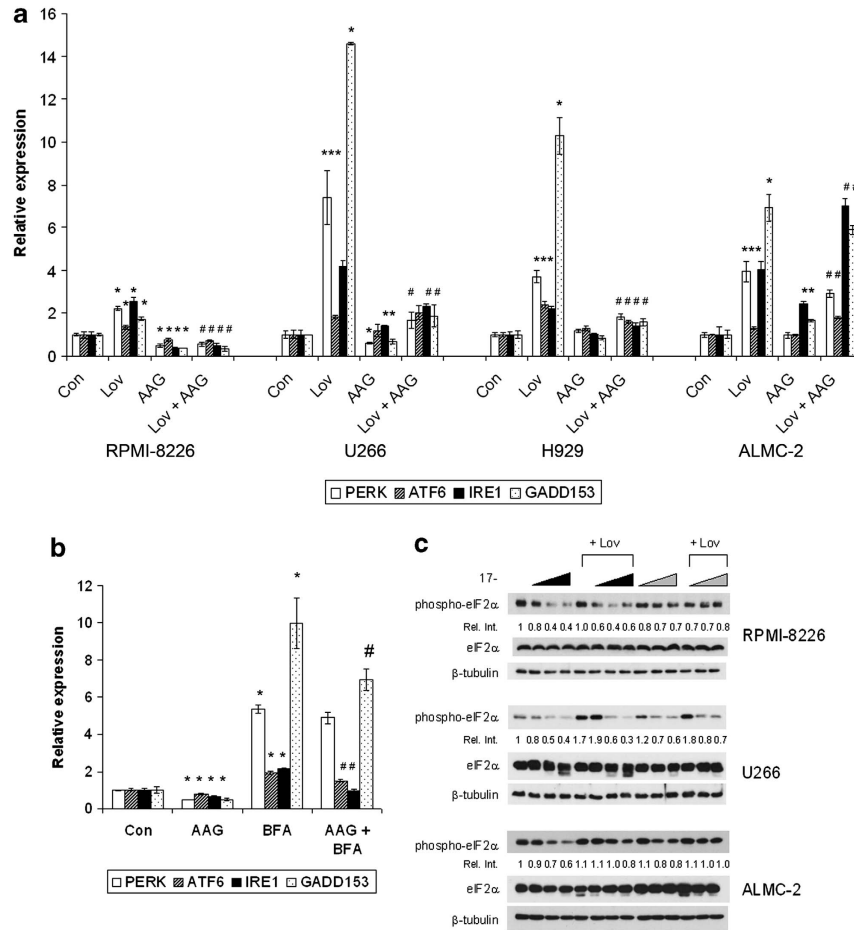 a
16
14
12
10
8
6
4
2
0
Relative expression
* * * *
* * * *
# # # #
*** *
* **
# # #
*** *
# # # #
*** *
**
# # #
Con Lov AAG Lov + AAG Con Lov AAG Lov + AAG Con Lov AAG Lov + AAG Con Lov AAG Lov + AAG
RPMI-8226 U266 H929 ALMC-2
PERK ATF6 IRE1 GADD153
b
12
10
8
6
4
2
0
Relative expression
* * * *
* * * *
# # #
Con AAG BFA AAG + BFA
PERK ATF6 IRE1 GADD153
c
+ Lov + Lov
17-
phospho-eIF2α
Rel. Int. 1 0.8 0.4 0.4 1.0 0.6 0.4 0.6 0.8 0.7 0.7 0.7 0.7 0.8
eIF2α
β-tubulin
RPMI-8226
phospho-eIF2α
Rel. Int. 1 0.8 0.5 0.4 1.7 1.9 0.6 0.3 1.2 0.7 0.6 1.8 0.8 0.7
eIF2α
β-tubulin
U266
phospho-eIF2α
Rel. Int. 1 0.9 0.7 0.6 1.1 1.1 1.0 0.8 1.1 0.8 0.8 1.1 1.0 1.0
eIF2α
β-tubulin
ALMC-2